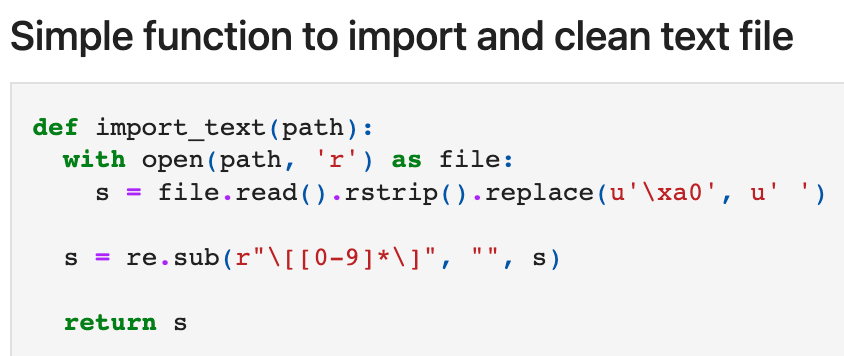 Simple function to import and clean text file
def import_text(path):
  with open(path, 'r') as file:
    s = file.read().rstrip().replace(u'\xa0', u' ')
  s = re.sub(r"\[[0-9]*\]", "", s)
  return s